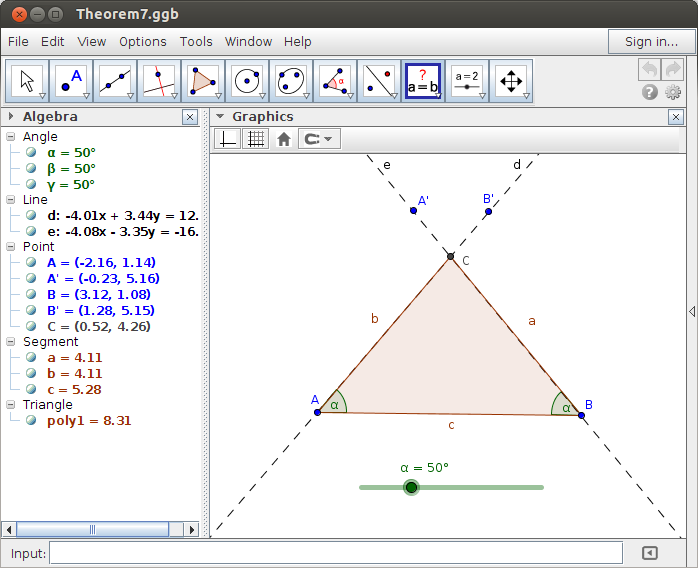 Theorem7.ggb
File Edit View Options Tools Window Help Sign in...
A α ? a=b a=2
? 
Algebra
Graphics
Angle
α = 50°
β = 50°
γ = 50°
Line
d: -4.01x + 3.44y = 12.
e: -4.08x - 3.35y = -16.
Point
A = (-2.16, 1.14)
A' = (-0.23, 5.16)
B = (3.12, 1.08)
B' = (1.28, 5.15)
C = (0.52, 4.26)
Segment
a = 4.11
b = 4.11
c = 5.28
Triangle
poly1 = 8.31
e d
A' B'
C
b a
A α α B
c
α = 50°
Input: